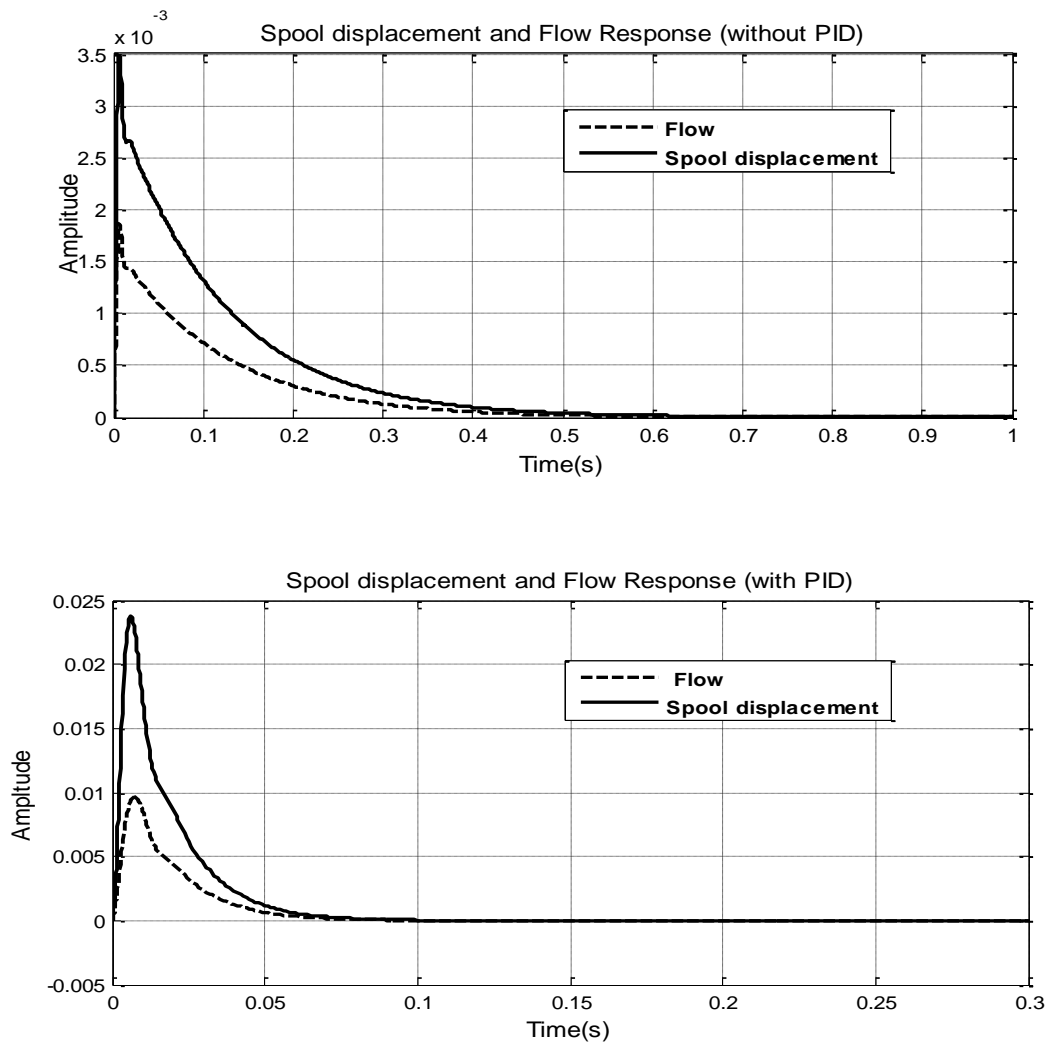 x 10
-3
Spool displacement and Flow Response (without PID)
3.5
3
2.5
2
1.5
1
0.5
0
Amplitude
Flow
Spool displacement
0 0.1 0.2 0.3 0.4 0.5 0.6 0.7 0.8 0.9 1
Time(s)
Spool displacement and Flow Response (with PID)
0.025
0.02
0.015
0.01
0.005
0
-0.005
Ampltude
Flow
Spool displacement
0 0.05 0.1 0.15 0.2 0.25 0.3
Time(s)